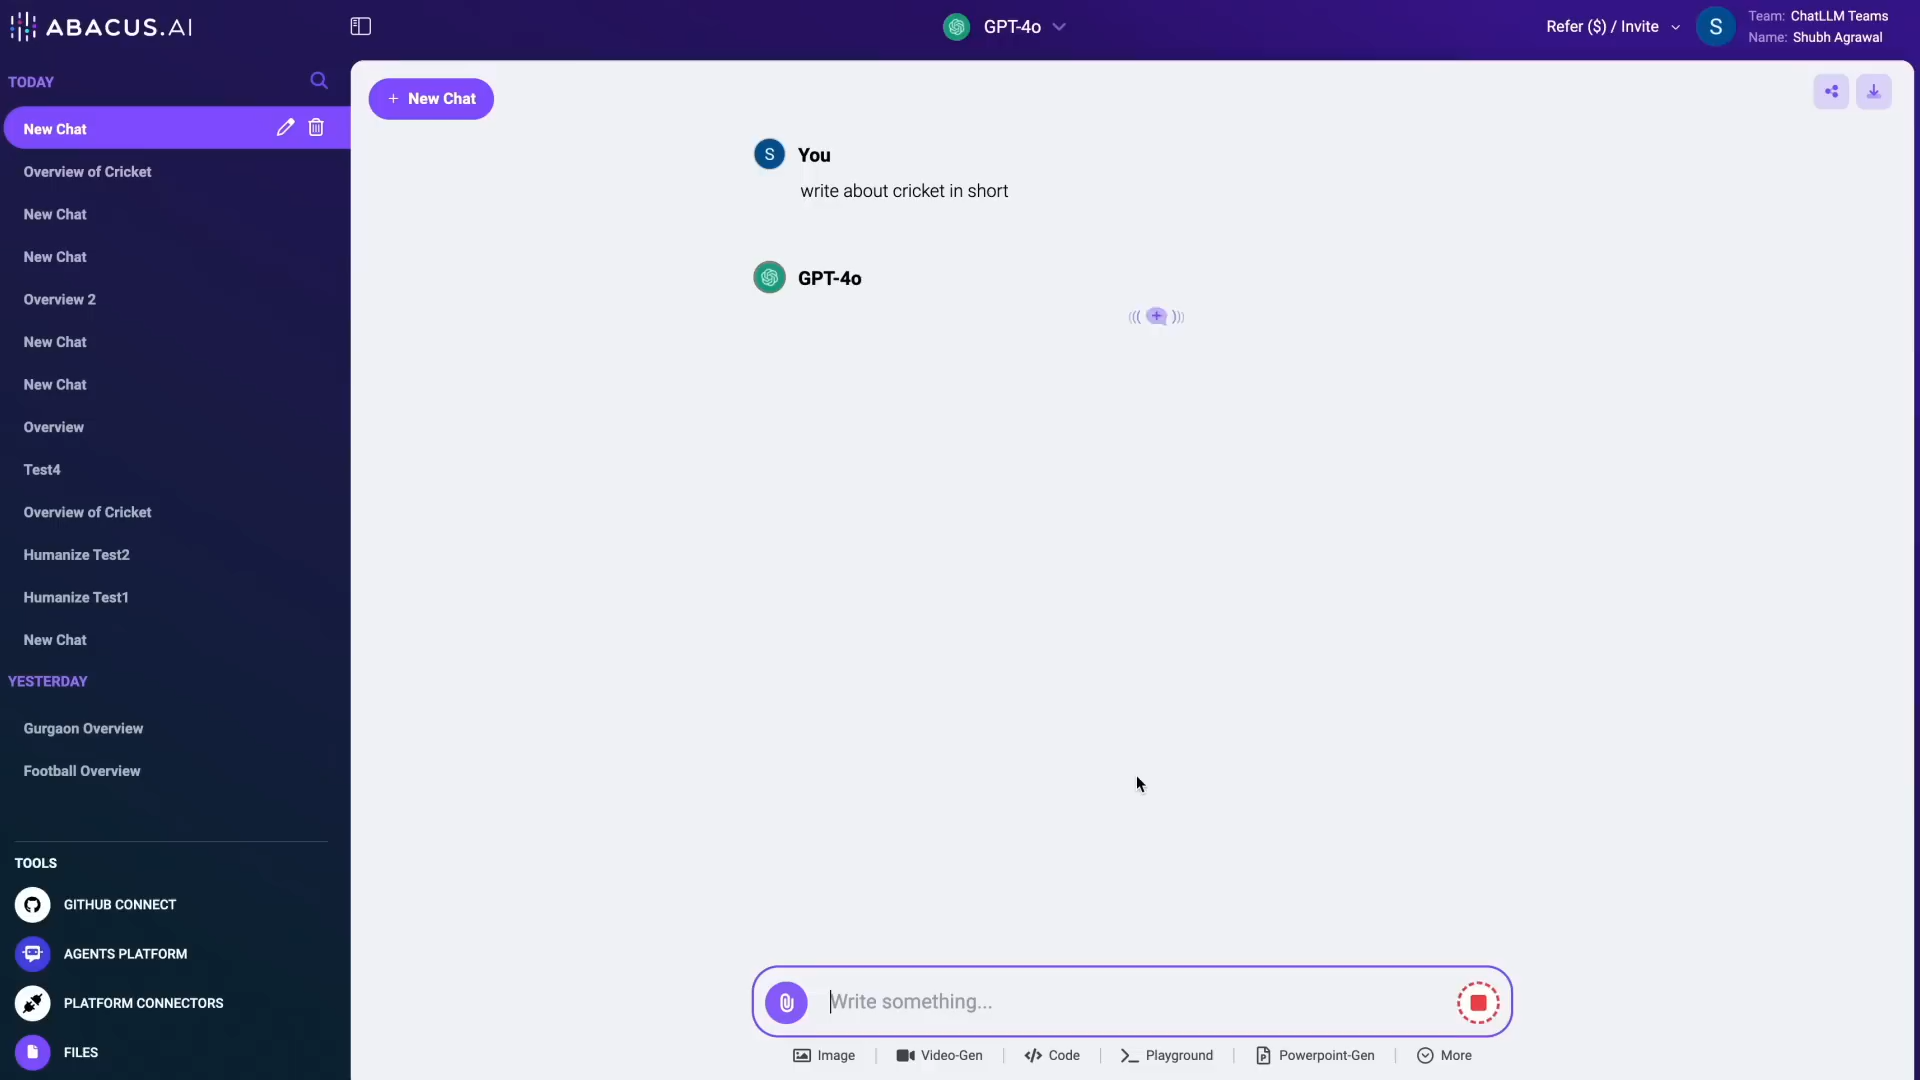 ABACUS.AI
GPT-4o
Refer ($) / Invite
S
Team: ChatLLM Teams
Name: Shubh Agrawal
TODAY
New Chat
Overview of Cricket
New Chat
New Chat
Overview 2
New Chat
New Chat
Overview
Test4
Overview of Cricket
Humanize Test2
Humanize Test1
New Chat
YESTERDAY
Gurgaon Overview
Football Overview
TOOLS
GITHUB CONNECT
AGENTS PLATFORM
PLATFORM CONNECTORS
FILES
+ New Chat
S You
write about cricket in short
GPT-4o
Write something...
Image
Video-Gen
Code
Playground
Powerpoint-Gen
More